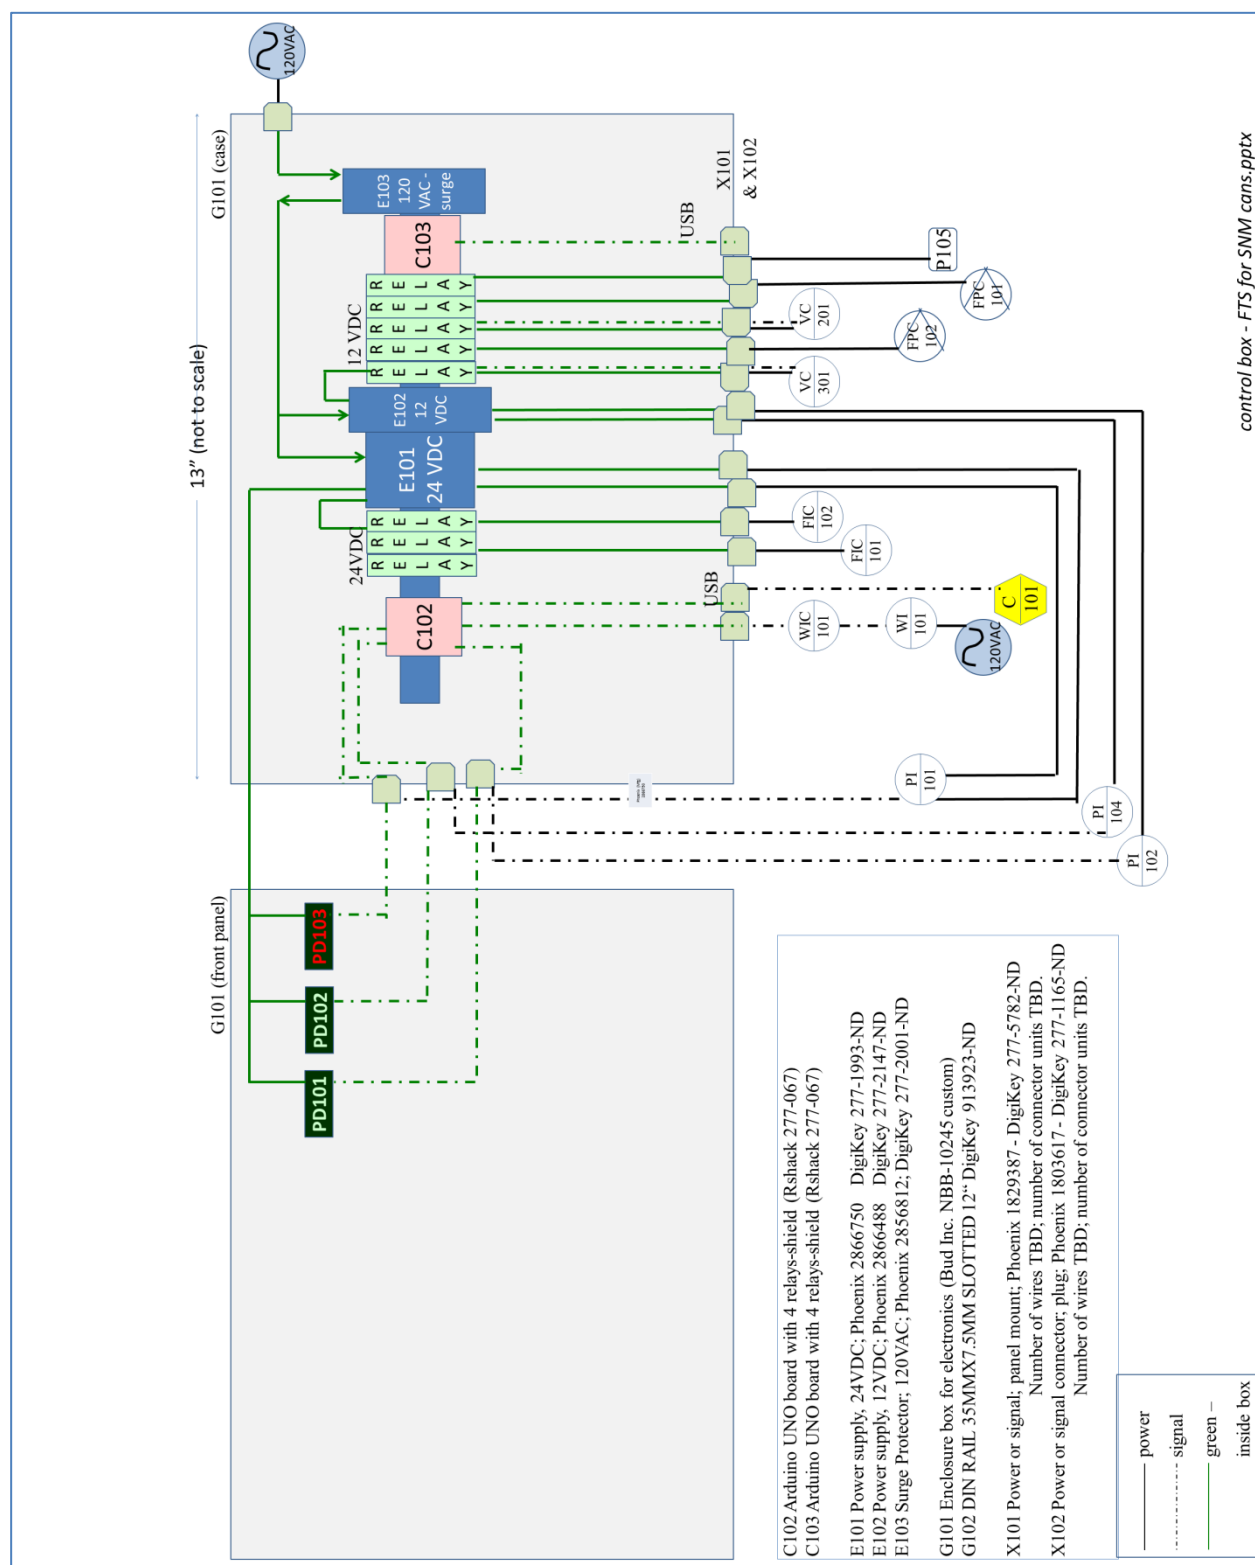 120VAC
13” (not to scale)
G101 (case)
G101 (front panel)
E103
120
VAC -
surge
C103
12 VDC
R E L A Y
R E L A Y
R E L A Y
R E L A Y
R E L A Y
E102
12
VDC
E101
24 VDC
24VDC
R E L A Y
R E L A Y
R E L A Y
C102
X101
& X102
USB
USB
P105
FPC
101
VC
201
FPC
102
VC
301
FIC
102
FIC
101
C
101
WIC
101
WI
101
120VAC
PI
101
PI
104
PI
102
PD103
PD102
PD101
C102 Arduino UNO board with 4 relays-shield (Rshack 277-067)
C103 Arduino UNO board with 4 relays-shield (Rshack 277-067)
E101 Power supply, 24VDC; Phoenix 2866750 DigiKey 277-1993-ND
E102 Power supply, 12VDC; Phoenix 2866488 DigiKey 277-2147-ND
E103 Surge Protector; 120VAC; Phoenix 2856812; DigiKey 277-2001-ND
G101 Enclosure box for electronics (Bud Inc. NBB-10245 custom)
G102 DIN RAIL 35MMX7.5MM SLOTTED 12“ DigiKey 913923-ND
X101 Power or signal; panel mount; Phoenix 1829387 - DigiKey 277-5782-ND
Number of wires TBD; number of connector units TBD.
X102 Power or signal connector; plug; Phoenix 1803617 - DigiKey 277-1165-ND
Number of wires TBD; number of connector units TBD.
power
signal
green –
inside box
control box - FTS for SNM cans.pptx